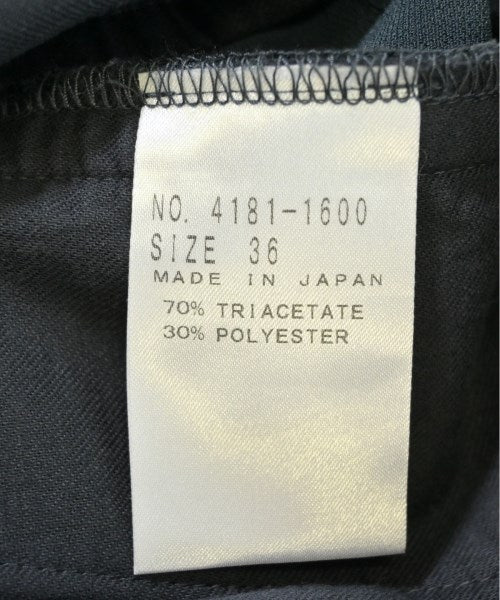 NO. 4181-1600
SIZE 36
MADE IN JAPAN
70% TRIACETATE
30% POLYESTER